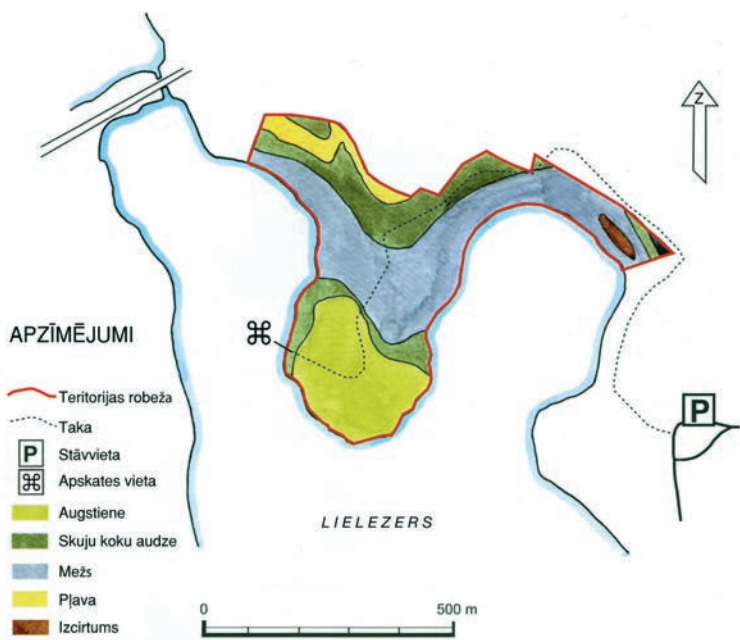 Z
APZĪMĒJUMI
Teritorijas robeža
Taka
P Stāvvieta
⌘ Apskates vieta
Augstiene
Skuju koku audze
Mežs
Pļava
Izcirtums
⌘
P
LIELEZERS
0 500 m